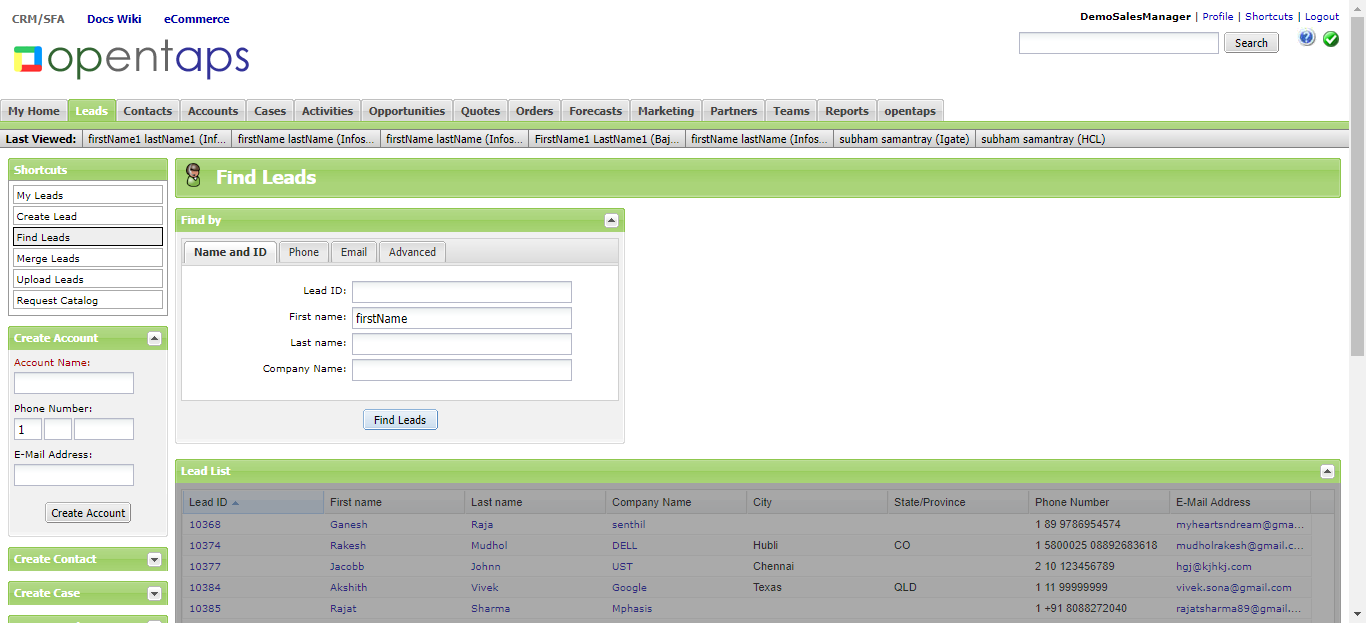 CRM/SFA Docs Wiki eCommerce
DemoSalesManager | Profile | Shortcuts | Logout
opentaps
Search
My Home Leads Contacts Accounts Cases Activities Opportunities Quotes Orders Forecasts Marketing Partners Teams Reports opentaps
Last Viewed: firstName1 lastName1 (Inf... firstName lastName (Infos... firstName lastName (Infos... FirstName1 LastName1 (Baj... firstName lastName (Infos... subham samantray (Igate) subham samantray (HCL)
Shortcuts
My Leads
Create Lead
Find Leads
Merge Leads
Upload Leads
Request Catalog
Create Account
Account Name:
Phone Number:
1
E-Mail Address:
Create Account
Create Contact
Create Case
Find Leads
Find by
Name and ID Phone Email Advanced
Lead ID:
First name: firstName
Last name:
Company Name:
Find Leads
Lead List
Lead ID First name Last name Company Name City State/Province Phone Number E-Mail Address
10368 Ganesh Raja senthil 1 89 9786954574 myheartsndream@gma...
10374 Rakesh Mudhol DELL Hubli CO 1 5800025 08892683618 mudholrakesh@gmail.c...
10377 Jacobb Johnn UST Chennai 2 10 123456789 hgj@kjhkj.com
10384 Akshith Vivek Google Texas QLD 1 11 99999999 vivek.sona@gmail.com
10385 Rajat Sharma Mphasis 1 +91 8088272040 rajatsharma89@gmail....